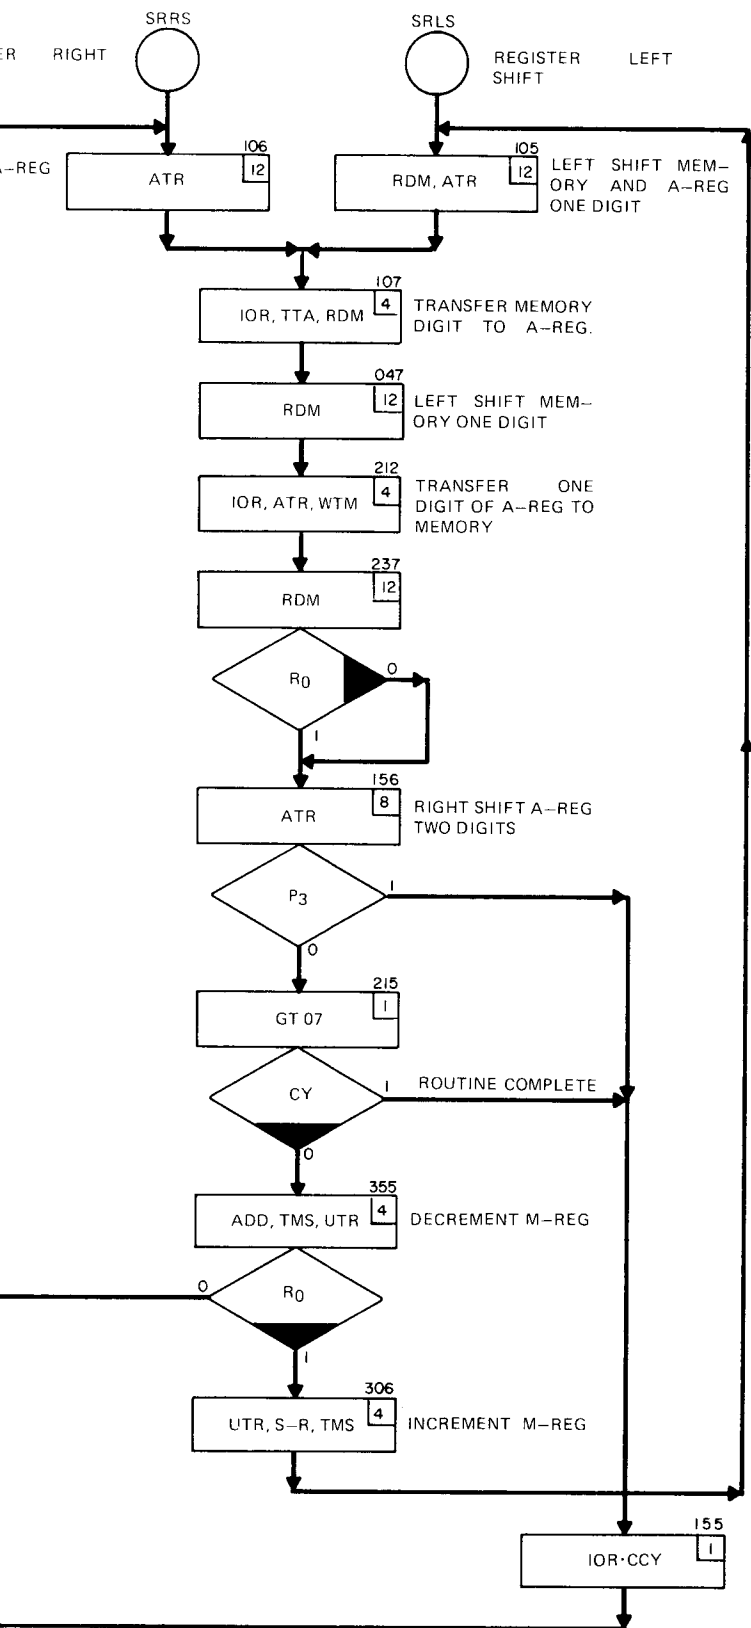 SRRS
SRLS
ER RIGHT
REGISTER LEFT
SHIFT
A–REG
106
12
ATR
105
12
RDM, ATR
LEFT SHIFT MEM–
ORY AND A–REG
ONE DIGIT
107
4
IOR, TTA, RDM
TRANSFER MEMORY
DIGIT TO A–REG.
047
12
RDM
LEFT SHIFT MEM–
ORY ONE DIGIT
212
4
IOR, ATR, WTM
TRANSFER ONE
DIGIT OF A–REG TO
MEMORY
237
12
RDM
R0
0
1
156
8
ATR
RIGHT SHIFT A–REG
TWO DIGITS
P3
1
0
215
1
GT 07
CY
1
ROUTINE COMPLETE
0
355
4
ADD, TMS, UTR
DECREMENT M–REG
0
R0
1
306
4
UTR, S–R, TMS
INCREMENT M–REG
155
1
IOR·CCY